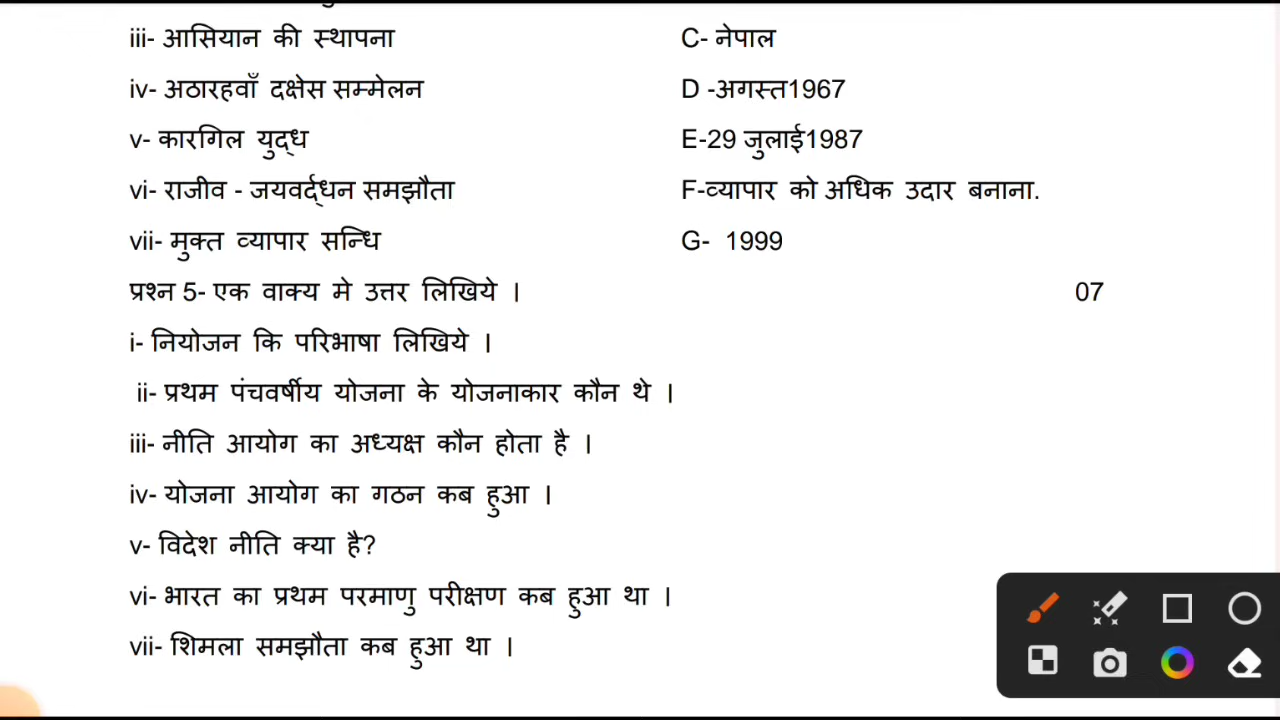 iii- आसियान की स्थापना C- नेपाल
iv- अठारहवाँ दक्षेस सम्मेलन D -अगस्त1967
v- कारगिल युद्ध E-29 जुलाई1987
vi- राजीव - जयवर्द्धन समझौता F-व्यापार को अधिक उदार बनाना.
vii- मुक्त व्यापार सन्धि G- 1999
प्रश्न 5- एक वाक्य मे उत्तर लिखिये । 07
i- नियोजन कि परिभाषा लिखिये ।
ii- प्रथम पंचवर्षीय योजना के योजनाकार कौन थे ।
iii- नीति आयोग का अध्यक्ष कौन होता है ।
iv- योजना आयोग का गठन कब हुआ ।
v- विदेश नीति क्या है?
vi- भारत का प्रथम परमाणु परीक्षण कब हुआ था ।
vii- शिमला समझौता कब हुआ था ।